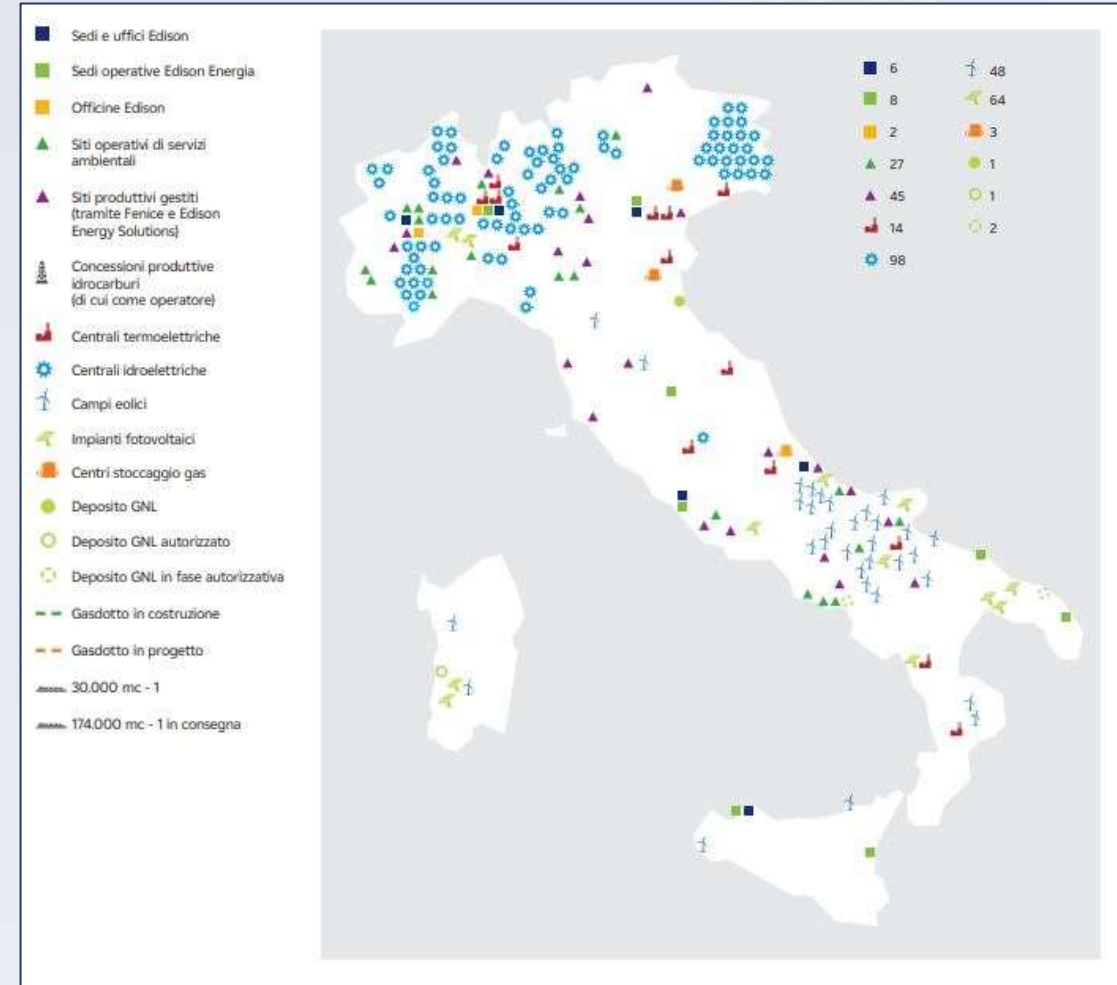 Sedi e uffici Edison
Sedi operative Edison Energia
Officine Edison
Siti operativi di servizi
ambientali
Siti produttivi gestiti
(tramite Fenice e Edison
Energy Solutions)
Concessioni produttive
idrocarburi
(di cui come operatore)
Centrali termoelettriche
Centrali idroelettriche
Campi eolici
Impianti fotovoltaici
Centri stoccaggio gas
Deposito GNL
Deposito GNL autorizzato
Deposito GNL in fase autorizzativa
Gasdotto in costruzione
Gasdotto in progetto
30.000 mc - 1
174.000 mc - 1 in consegna
6
8
2
27
45
14
98
48
64
3
1
1
2